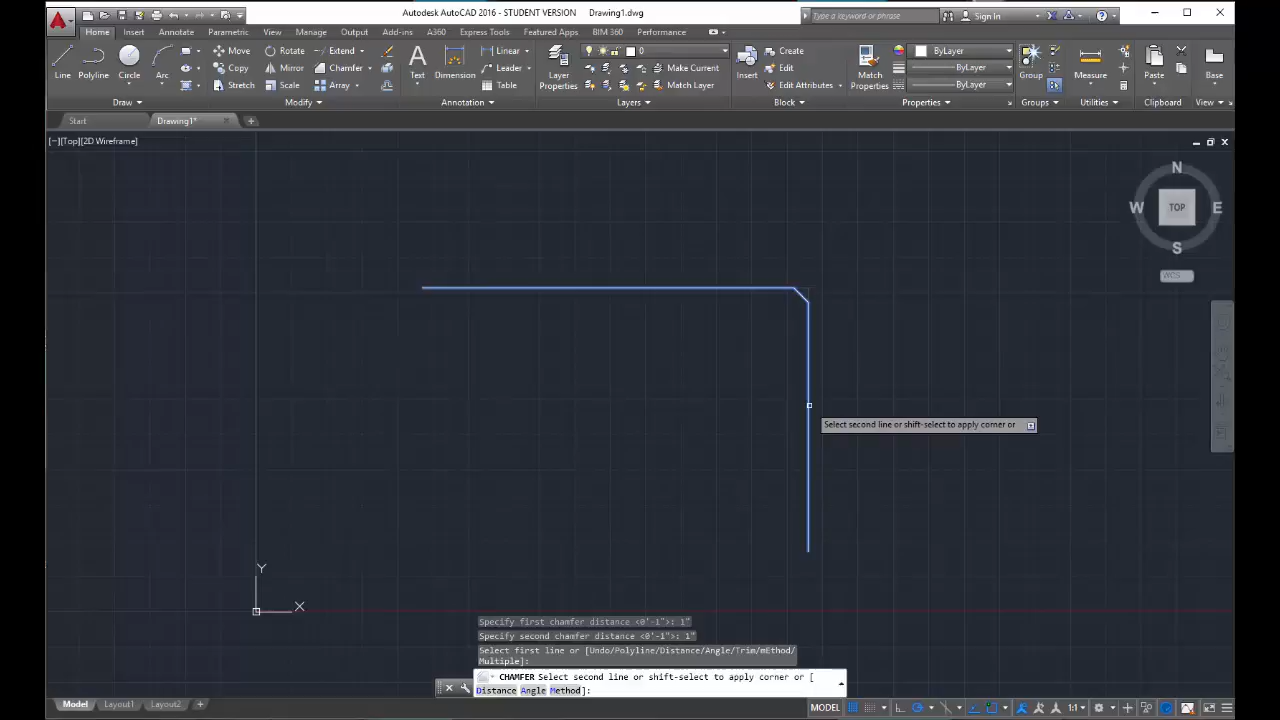 Autodesk AutoCAD 2016 - STUDENT VERSION Drawing1.dwg
Type a keyword or phrase
Sign In
Home Insert Annotate Parametric View Manage Output Add-ins A360 Express Tools Featured Apps BIM 360 Performance
Line Polyline Circle Arc
Move Rotate Extend
Copy Mirror Chamfer
Stretch Scale Array
Text Dimension
Linear
Leader
Table
Layer Properties
0
Make Current
Match Layer
Insert
Create
Edit
Edit Attributes
Match Properties
ByLayer
ByLayer
ByLayer
Group
Measure
Paste
Base
Draw Modify Annotation Layers Block Properties Groups Utilities Clipboard View
Start Drawing1*
[−][Top][2D Wireframe]
N
W TOP E
S
WCS
Select second line or shift-select to apply corner or
Y
X
Specify first chamfer distance <0'-1">: 1"
Specify second chamfer distance <0'-1">: 1"
Select first line or [Undo/Polyline/Distance/Angle/Trim/mEthod/
Multiple]:
CHAMFER Select second line or shift-select to apply corner or [
Distance Angle Method]:
Model Layout1 Layout2
MODEL
1:1